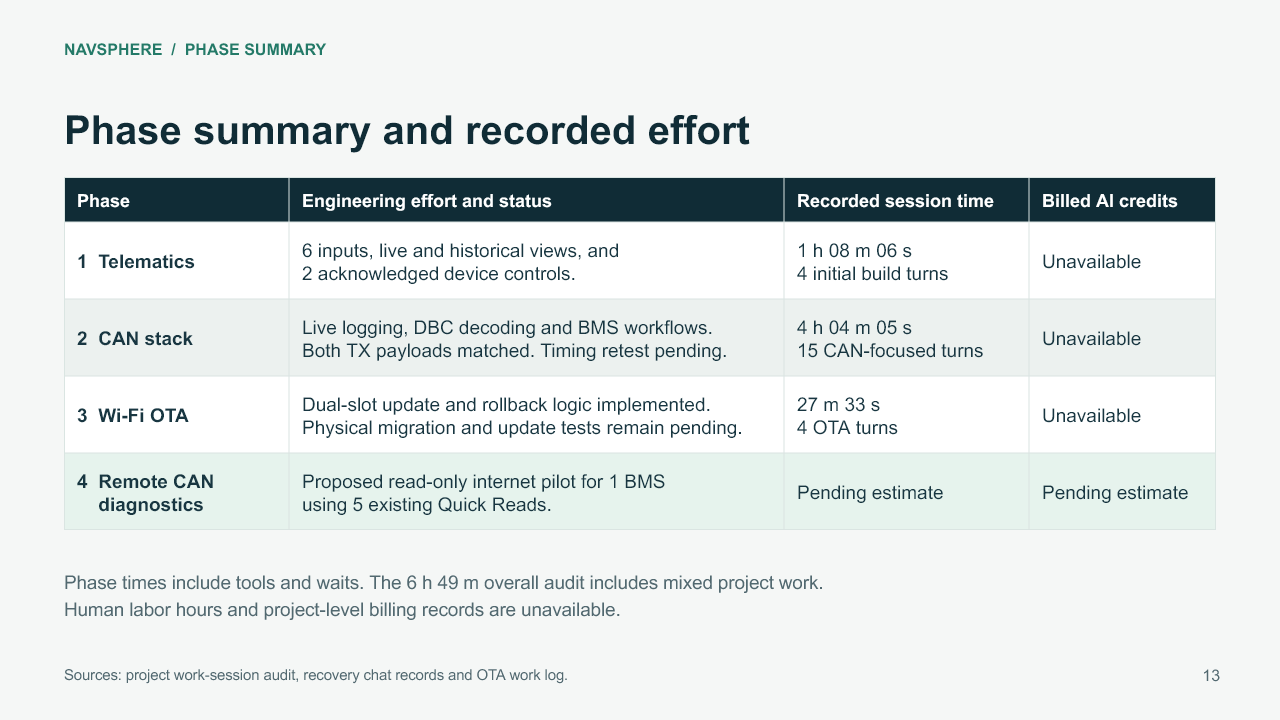 NAVSPHERE / PHASE SUMMARY
Phase summary and recorded effort
Phase
Engineering effort and status
Recorded session time
Billed AI credits
1 Telematics
6 inputs, live and historical views, and
2 acknowledged device controls.
1 h 08 m 06 s
4 initial build turns
Unavailable
2 CAN stack
Live logging, DBC decoding and BMS workflows.
Both TX payloads matched. Timing retest pending.
4 h 04 m 05 s
15 CAN-focused turns
Unavailable
3 Wi-Fi OTA
Dual-slot update and rollback logic implemented.
Physical migration and update tests remain pending.
27 m 33 s
4 OTA turns
Unavailable
4 Remote CAN
diagnostics
Proposed read-only internet pilot for 1 BMS
using 5 existing Quick Reads.
Pending estimate
Pending estimate
Phase times include tools and waits. The 6 h 49 m overall audit includes mixed project work.
Human labor hours and project-level billing records are unavailable.
Sources: project work-session audit, recovery chat records and OTA work log.
13